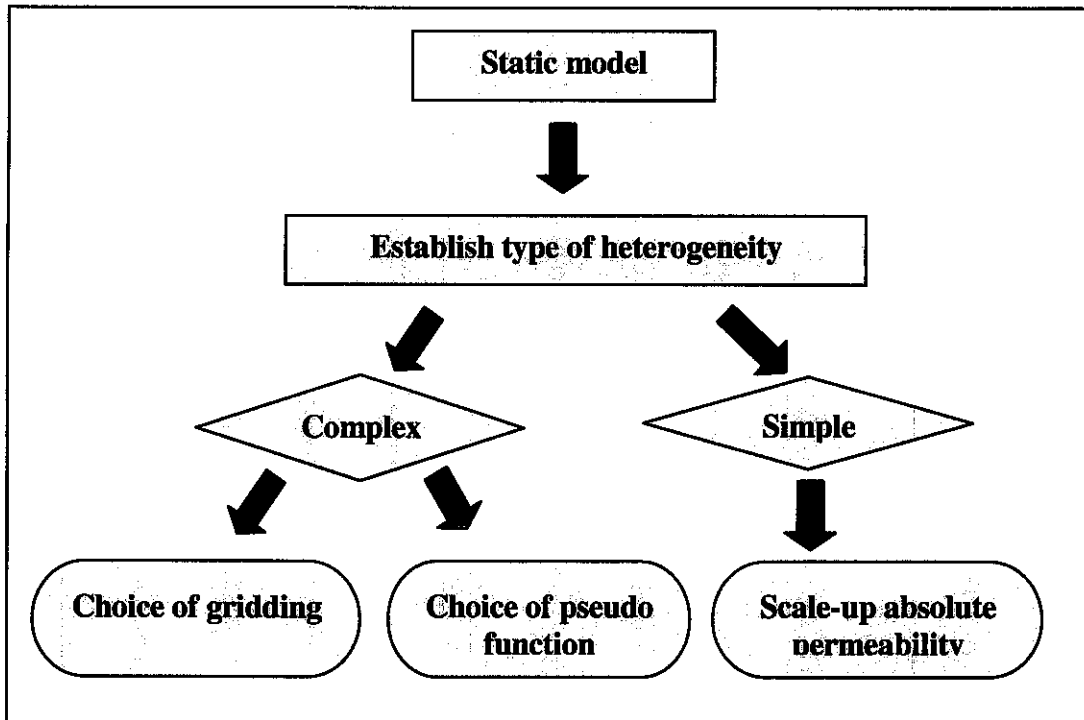 Static model
Establish type of heterogeneity
Complex
Simple
Choice of gridding
Choice of pseudo
function
Scale-up absolute
permeability